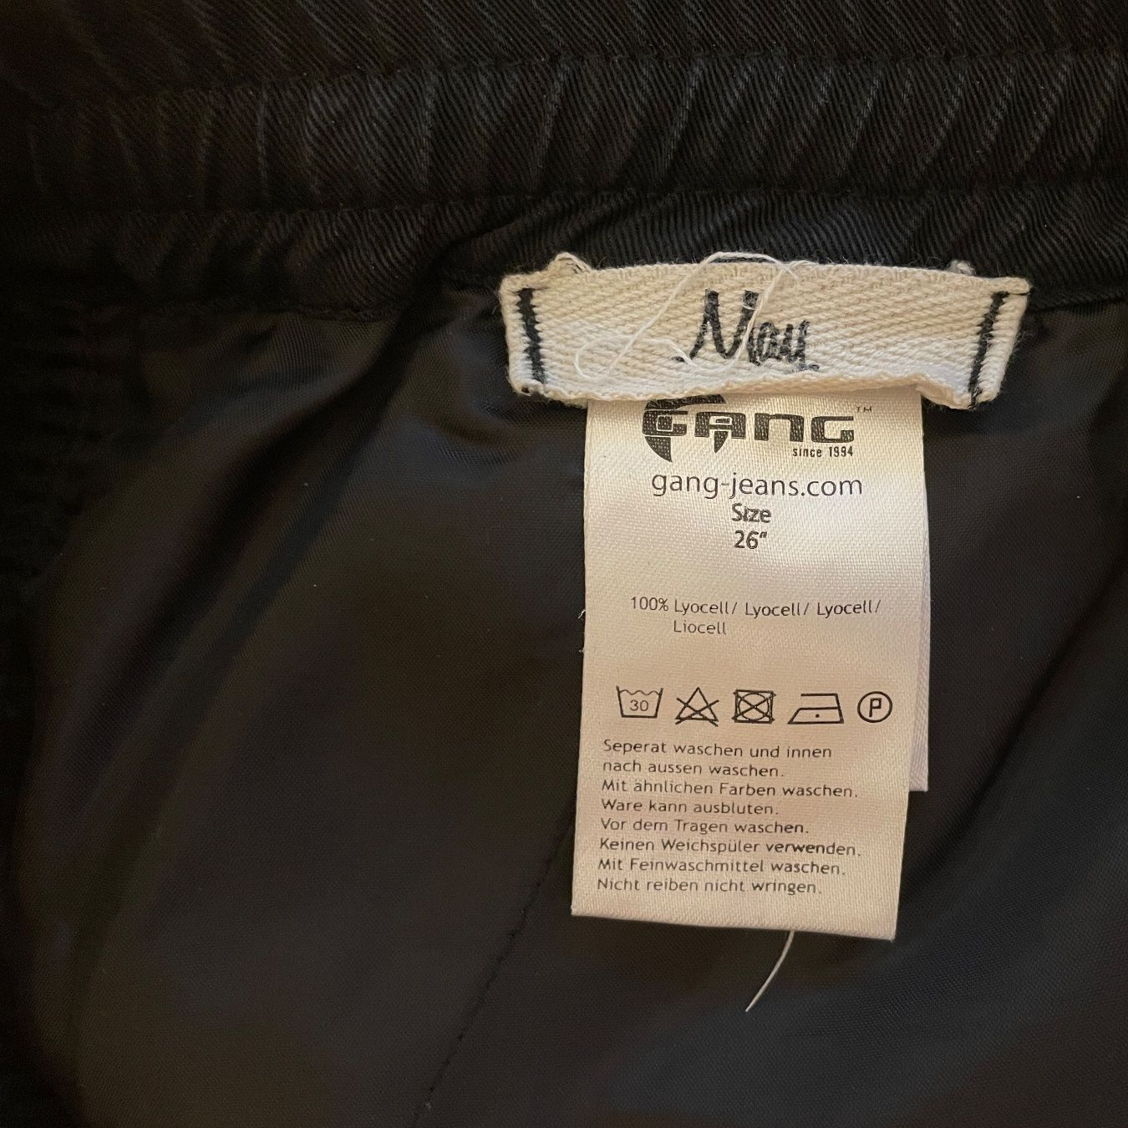 May
GANG™
since 1994
gang-jeans.com
Size
26"
100% Lyocell/ Lyocell/ Lyocell/
Liocell
30
P
Seperat waschen und innen
nach aussen waschen.
Mit ähnlichen Farben waschen.
Ware kann ausbluten.
Vor dem Tragen waschen.
Keinen Weichspüler verwenden.
Mit Feinwaschmittel waschen.
Nicht reiben nicht wringen.